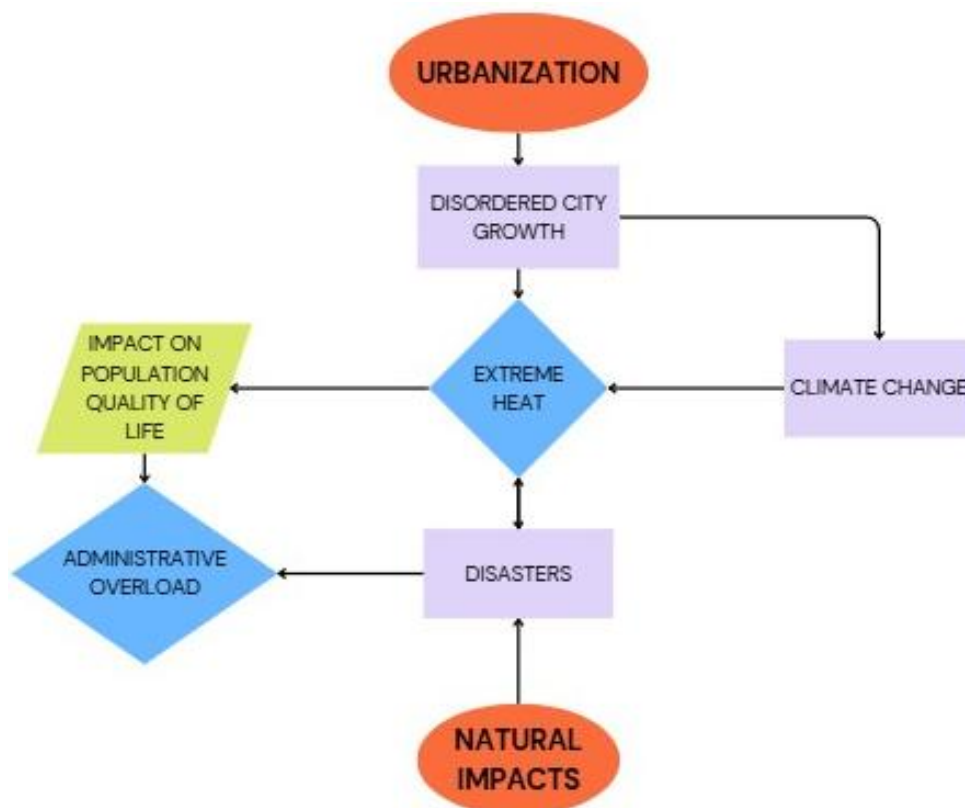 URBANIZATION
DISORDERED CITY
GROWTH
IMPACT ON
POPULATION
QUALITY OF
LIFE
EXTREME
HEAT
CLIMATE CHANGE
ADMINISTRATIVE
OVERLOAD
DISASTERS
NATURAL
IMPACTS